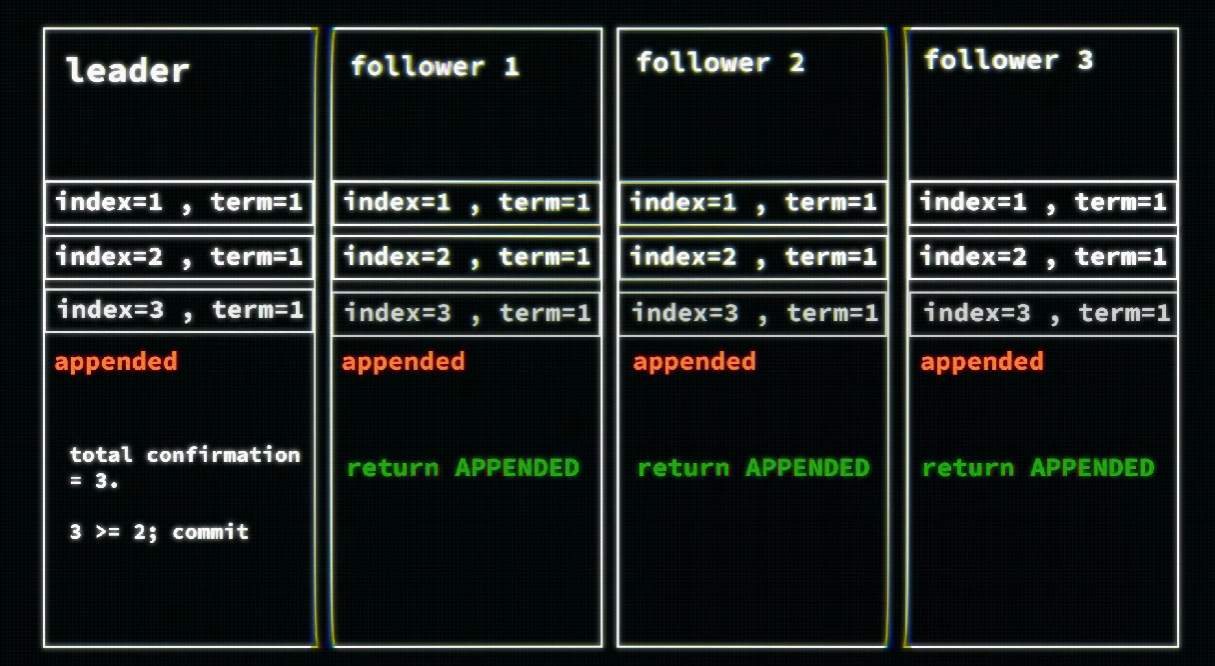 leader
index=1 , term=1
index=2 , term=1
index=3 , term=1
appended
total confirmation
= 3.
3 >= 2; commit
follower 1
index=1 , term=1
index=2 , term=1
index=3 , term=1
appended
return APPENDED
follower 2
index=1 , term=1
index=2 , term=1
index=3 , term=1
appended
return APPENDED
follower 3
index=1 , term=1
index=2 , term=1
index=3 , term=1
appended
return APPENDED